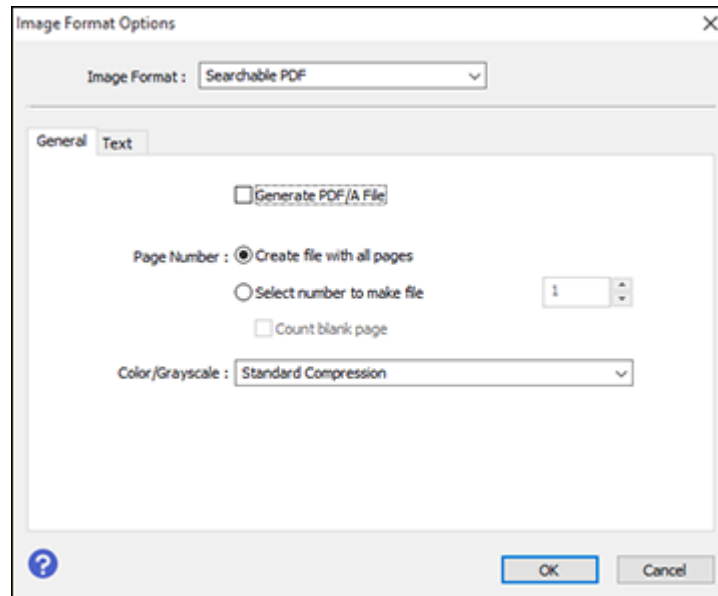 Image Format Options
Image Format : Searchable PDF
General Text
Generate PDF/A File
Page Number : Create file with all pages
Select number to make file 1
Count blank page
Color/Grayscale : Standard Compression
? OK Cancel